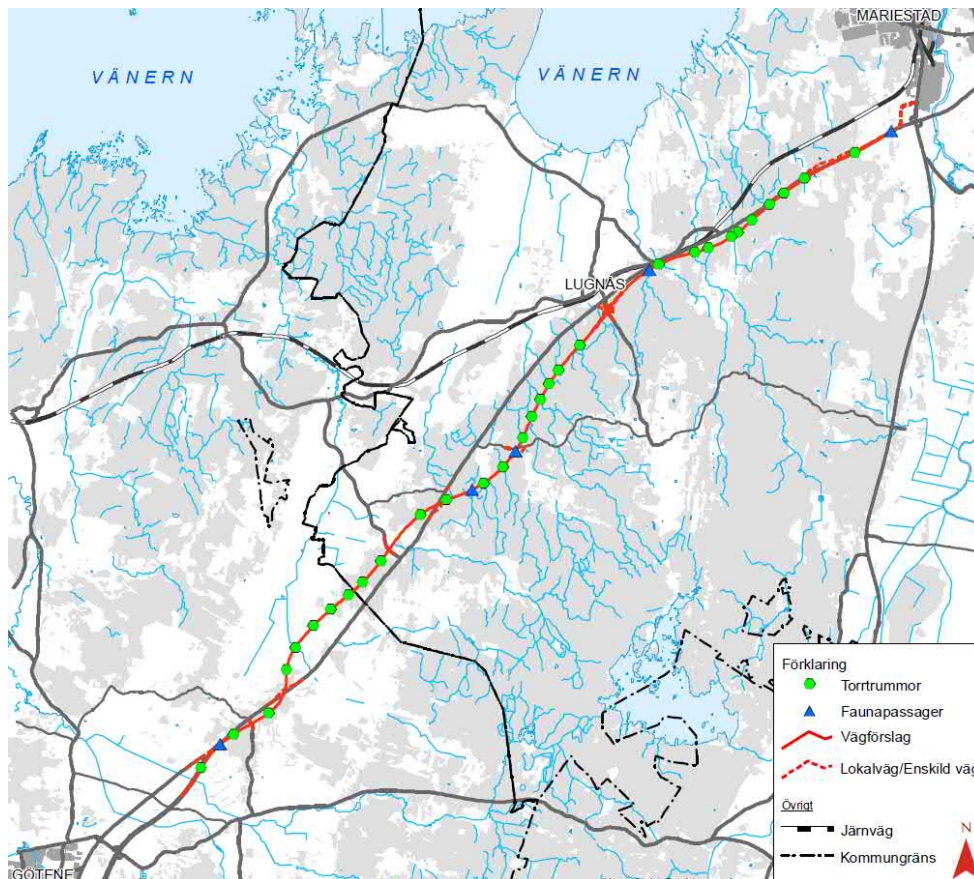 MARIESTAD
VÄNERN
VÄNERN
LUGNÅS
GÖTENE
Förklaring
Torrtrummor
Faunapassager
Vägförslag
Lokalväg/Enskild väg
Övrigt
Järnväg
Kommungräns
N